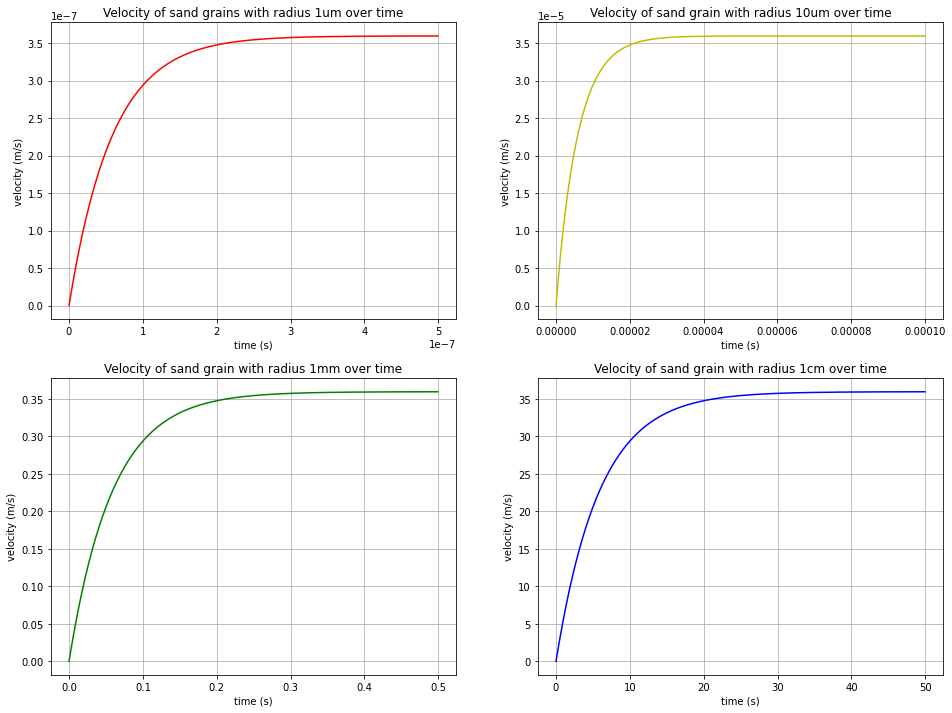 Velocity of sand grains with radius 1um over time
1e−7
3.5
3.0
2.5
2.0
1.5
1.0
0.5
0.0
velocity (m/s)
0 1 2 3 4 5
time (s)
1e−7
Velocity of sand grain with radius 10um over time
1e−5
3.5
3.0
2.5
2.0
1.5
1.0
0.5
0.0
velocity (m/s)
0.00000 0.00002 0.00004 0.00006 0.00008 0.00010
time (s)
Velocity of sand grain with radius 1mm over time
0.35
0.30
0.25
0.20
0.15
0.10
0.05
0.00
velocity (m/s)
0.0 0.1 0.2 0.3 0.4 0.5
time (s)
Velocity of sand grain with radius 1cm over time
35
30
25
20
15
10
5
0
velocity (m/s)
0 10 20 30 40 50
time (s)